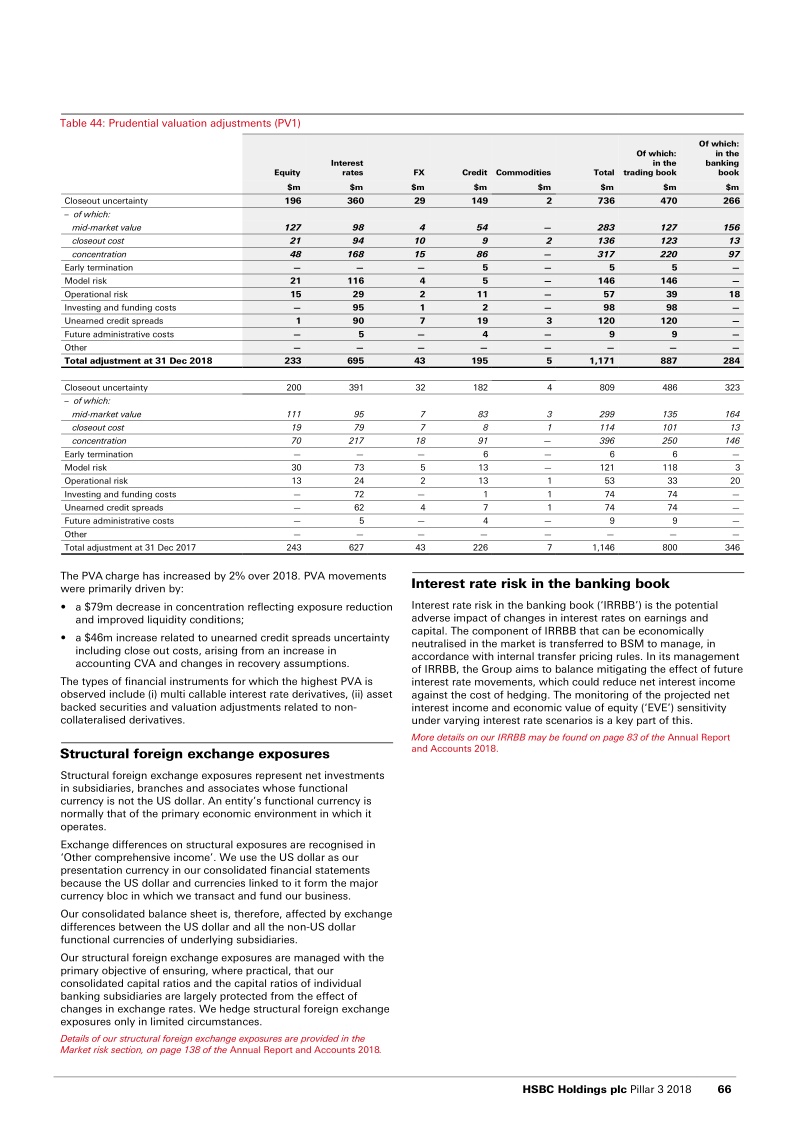 Table 44: Prudential valuation adjustments (PV1)
Equity Interest rates FX Credit Commodities Total Of which: in the trading book Of which: in the banking book
$m $m $m $m $m $m $m $m
Closeout uncertainty 196 360 29 149 2 736 470 266
– of which:
mid-market value 127 98 4 54 — 283 127 156
closeout cost 21 94 10 9 2 136 123 13
concentration 48 168 15 86 — 317 220 97
Early termination — — — 5 — 5 5 —
Model risk 21 116 4 5 — 146 146 —
Operational risk 15 29 2 11 — 57 39 18
Investing and funding costs — 95 1 2 — 98 98 —
Unearned credit spreads 1 90 7 19 3 120 120 —
Future administrative costs — 5 — 4 — 9 9 —
Other — — — — — — — —
Total adjustment at 31 Dec 2018 233 695 43 195 5 1,171 887 284
Closeout uncertainty 200 391 32 182 4 809 486 323
– of which:
mid-market value 111 95 7 83 3 299 135 164
closeout cost 19 79 7 8 1 114 101 13
concentration 70 217 18 91 — 396 250 146
Early termination — — — 6 — 6 6 —
Model risk 30 73 5 13 — 121 118 3
Operational risk 13 24 2 13 1 53 33 20
Investing and funding costs — 72 — 1 1 74 74 —
Unearned credit spreads — 62 4 7 1 74 74 —
Future administrative costs — 5 — 4 — 9 9 —
Other — — — — — — — —
Total adjustment at 31 Dec 2017 243 627 43 226 7 1,146 800 346
The PVA charge has increased by 2% over 2018. PVA movements
were primarily driven by:
• a $79m decrease in concentration reflecting exposure reduction
and improved liquidity conditions;
• a $46m increase related to unearned credit spreads uncertainty
including close out costs, arising from an increase in
accounting CVA and changes in recovery assumptions.
The types of financial instruments for which the highest PVA is
observed include (i) multi callable interest rate derivatives, (ii) asset
backed securities and valuation adjustments related to non-
collateralised derivatives.
Structural foreign exchange exposures
Structural foreign exchange exposures represent net investments
in subsidiaries, branches and associates whose functional
currency is not the US dollar. An entity’s functional currency is
normally that of the primary economic environment in which it
operates.
Exchange differences on structural exposures are recognised in
‘Other comprehensive income’. We use the US dollar as our
presentation currency in our consolidated financial statements
because the US dollar and currencies linked to it form the major
currency bloc in which we transact and fund our business.
Our consolidated balance sheet is, therefore, affected by exchange
differences between the US dollar and all the non-US dollar
functional currencies of underlying subsidiaries.
Our structural foreign exchange exposures are managed with the
primary objective of ensuring, where practical, that our
consolidated capital ratios and the capital ratios of individual
banking subsidiaries are largely protected from the effect of
changes in exchange rates. We hedge structural foreign exchange
exposures only in limited circumstances.
Details of our structural foreign exchange exposures are provided in the
Market risk section, on page 138 of the Annual Report and Accounts 2018.
Interest rate risk in the banking book
Interest rate risk in the banking book (‘IRRBB’) is the potential
adverse impact of changes in interest rates on earnings and
capital. The component of IRRBB that can be economically
neutralised in the market is transferred to BSM to manage, in
accordance with internal transfer pricing rules. In its management
of IRRBB, the Group aims to balance mitigating the effect of future
interest rate movements, which could reduce net interest income
against the cost of hedging. The monitoring of the projected net
interest income and economic value of equity (‘EVE’) sensitivity
under varying interest rate scenarios is a key part of this.
More details on our IRRBB may be found on page 83 of the Annual Report
and Accounts 2018.
HSBC Holdings plc Pillar 3 2018 66